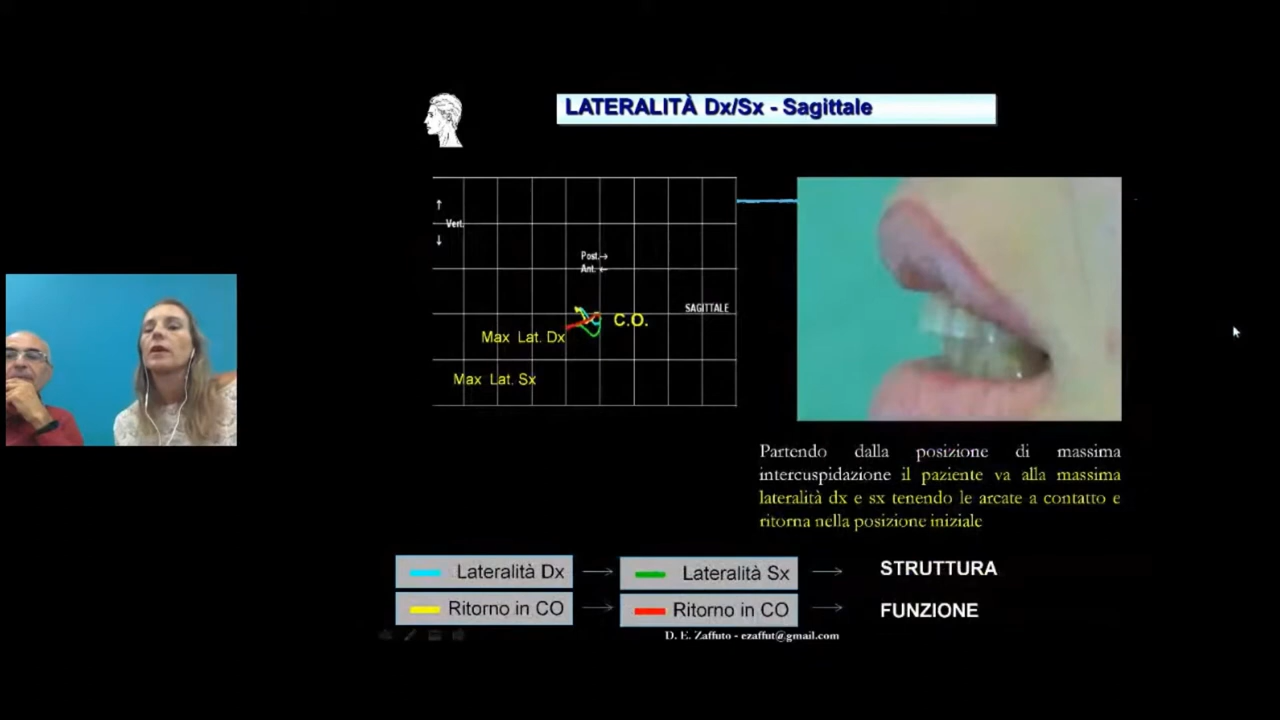 LATERALITÀ Dx/Sx - Sagittale
↑
Vert.
↓
Post.→
Ant. ←
SAGITTALE
C.O.
Max Lat. Dx
Max Lat. Sx
Partendo dalla posizione di massima
intercuspidazione il paziente va alla massima
lateralità dx e sx tenendo le arcate a contatto e
ritorna nella posizione iniziale
Lateralità Dx → Lateralità Sx → STRUTTURA
Ritorno in CO → Ritorno in CO → FUNZIONE
D. E. Zaffuto - ezaffut@gmail.com